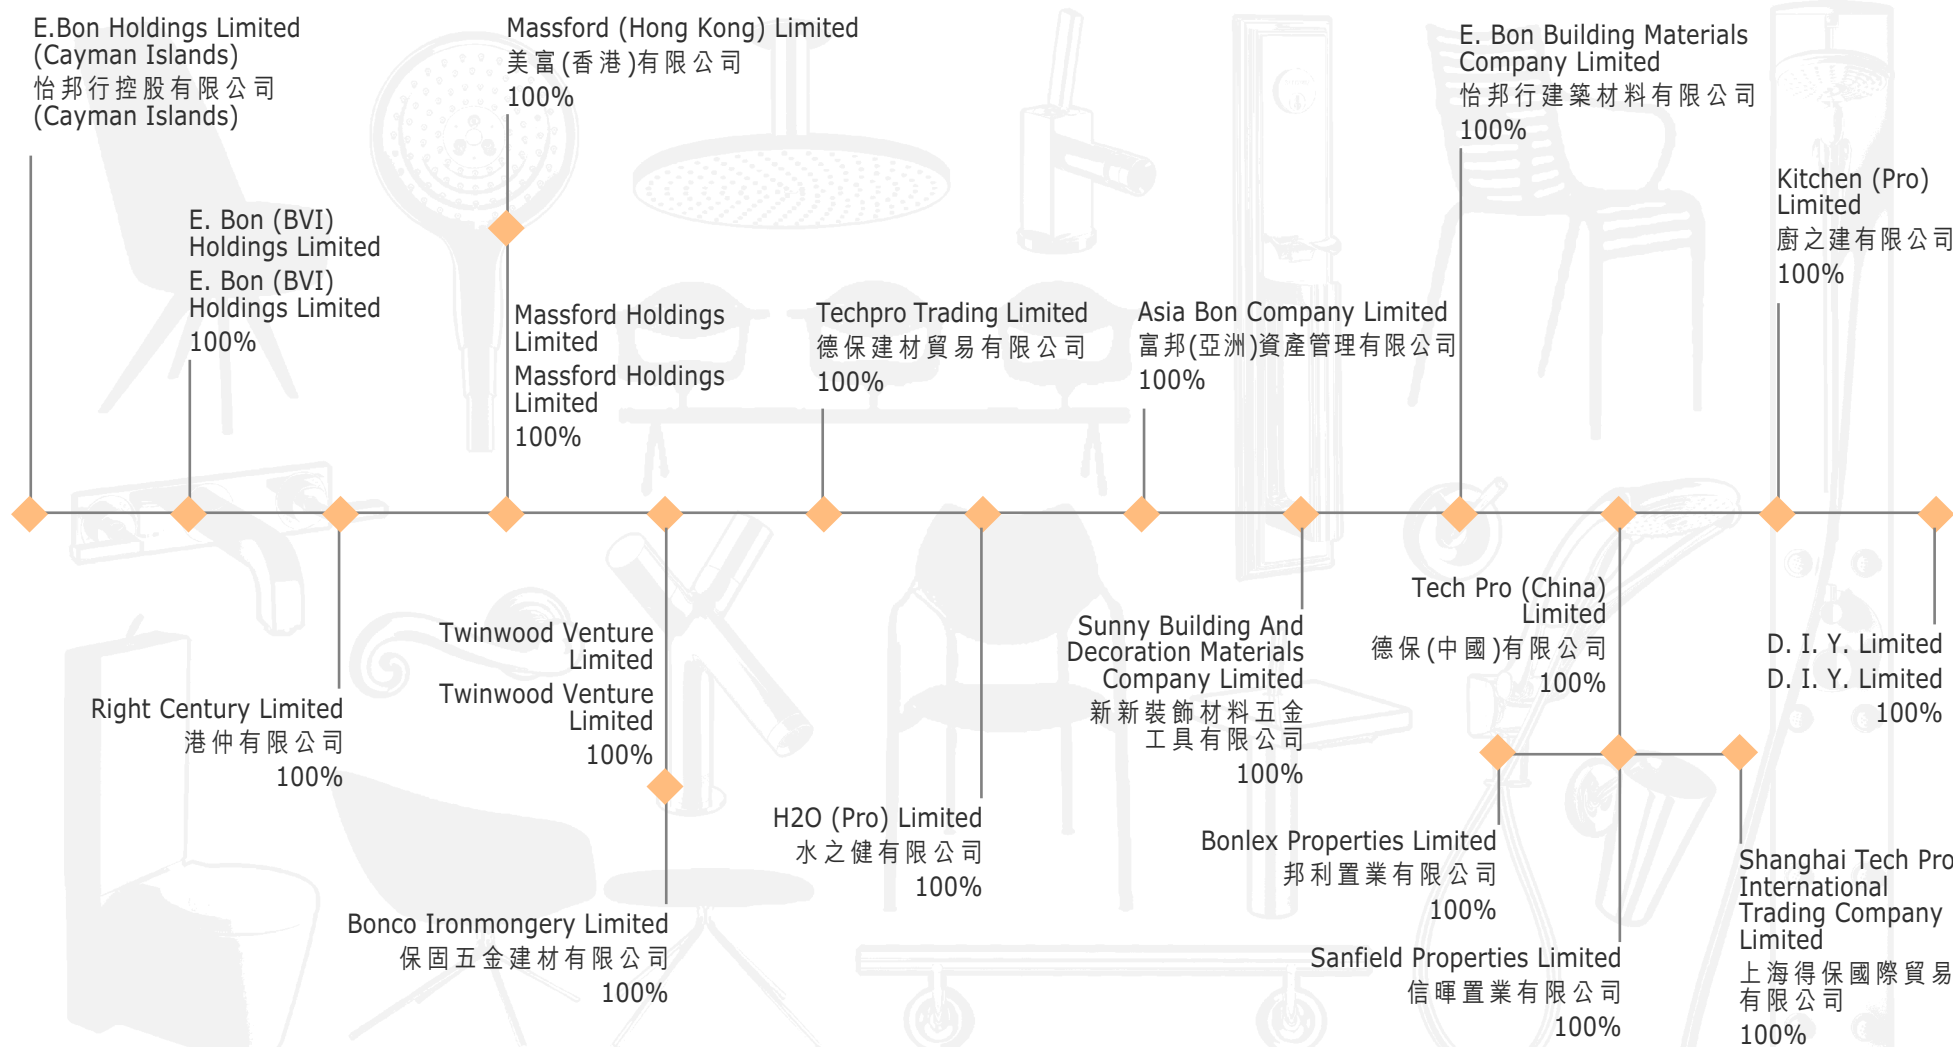 E.Bon Holdings Limited
(Cayman Islands)
怡邦行控股有限公司
(Cayman Islands)
E. Bon (BVI)
Holdings Limited
E. Bon (BVI)
Holdings Limited
100%
Right Century Limited
港仲有限公司
100%
Massford (Hong Kong) Limited
美富(香港)有限公司
100%
Massford Holdings
Limited
Massford Holdings
Limited
100%
Twinwood Venture
Limited
Twinwood Venture
Limited
100%
Bonco Ironmongery Limited
保固五金建材有限公司
100%
Techpro Trading Limited
德保建材貿易有限公司
100%
H2O (Pro) Limited
水之健有限公司
100%
Asia Bon Company Limited
富邦(亞洲)資產管理有限公司
100%
Sunny Building And
Decoration Materials
Company Limited
新新裝飾材料五金
工具有限公司
100%
E. Bon Building Materials
Company Limited
怡邦行建築材料有限公司
100%
Tech Pro (China)
Limited
德保(中國)有限公司
100%
Bonlex Properties Limited
邦利置業有限公司
100%
Sanfield Properties Limited
信暉置業有限公司
100%
Shanghai Tech Pro
International
Trading Company
Limited
上海得保國際貿易
有限公司
100%
Kitchen (Pro)
Limited
廚之建有限公司
100%
D. I. Y. Limited
D. I. Y. Limited
100%